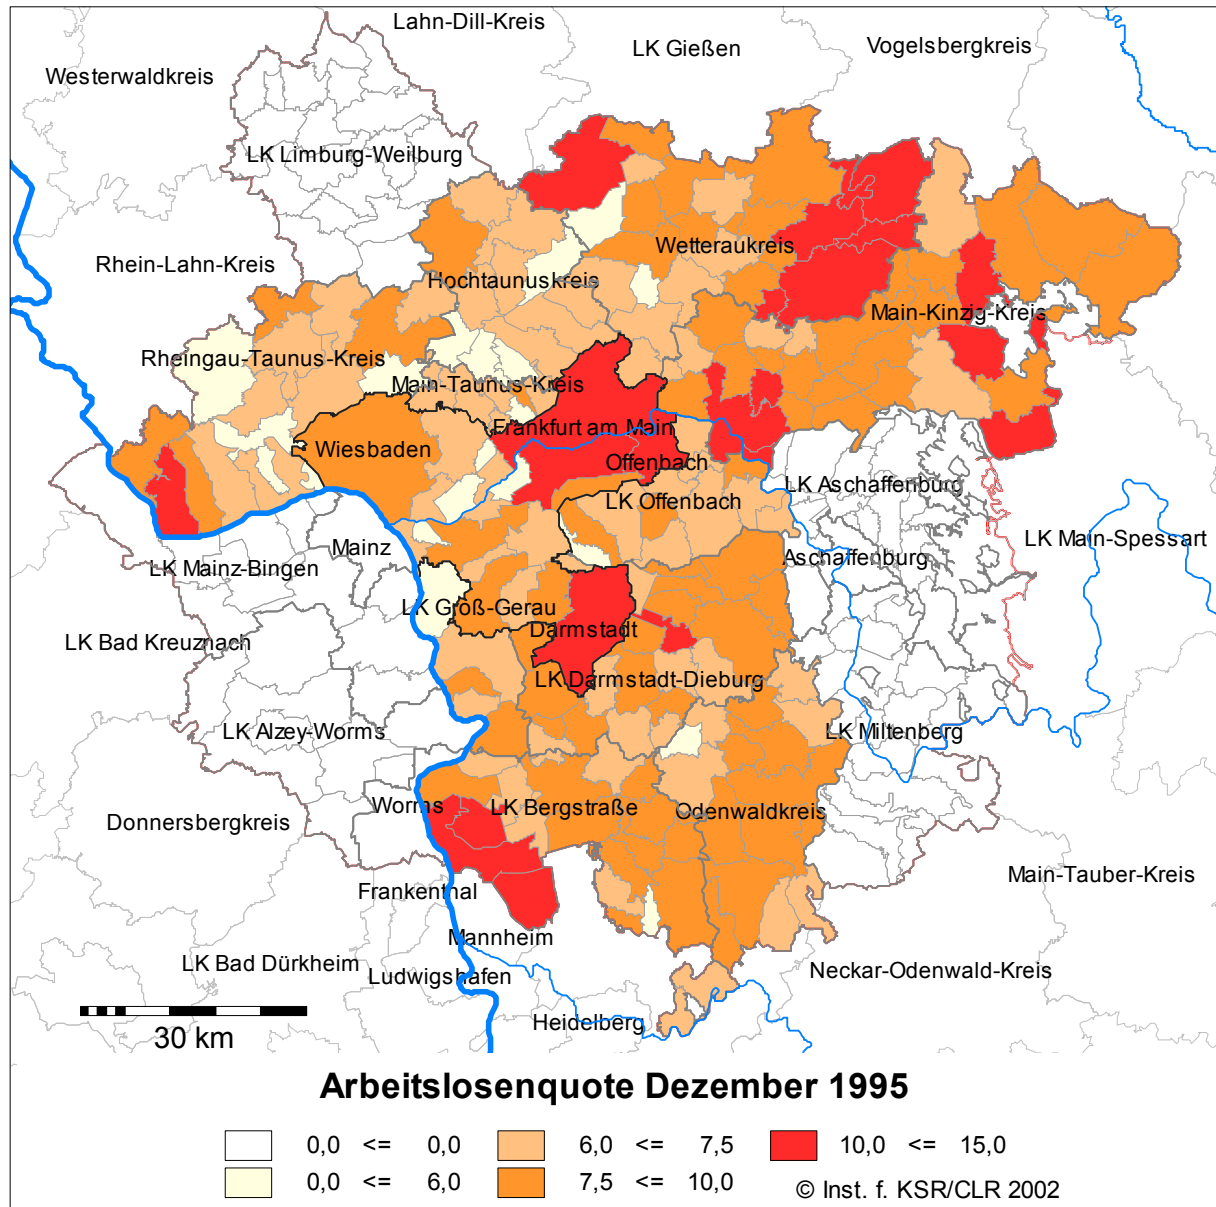 Lahn-Dill-Kreis
LK Gießen
Vogelsbergkreis
Westerwaldkreis
LK Limburg-Weilburg
Wetteraukreis
Rhein-Lahn-Kreis
Hochtaunuskreis
Main-Kinzig-Kreis
Rheingau-Taunus-Kreis
Main-Taunus-Kreis
Frankfurt am Main
Wiesbaden
Offenbach
LK Aschaffenburg
LK Offenbach
LK Main-Spessart
Mainz
Aschaffenburg
LK Mainz-Bingen
LK Groß-Gerau
Darmstadt
LK Bad Kreuznach
LK Darmstadt-Dieburg
LK Alzey-Worms
LK Miltenberg
Worms
LK Bergstraße
Odenwaldkreis
Donnersbergkreis
Main-Tauber-Kreis
Frankenthal
Mannheim
LK Bad Dürkheim
Ludwigshafen
Neckar-Odenwald-Kreis
Heidelberg
30 km
Arbeitslosenquote Dezember 1995
0,0 <= 0,0
6,0 <= 7,5
10,0 <= 15,0
0,0 <= 6,0
7,5 <= 10,0
© Inst. f. KSR/CLR 2002